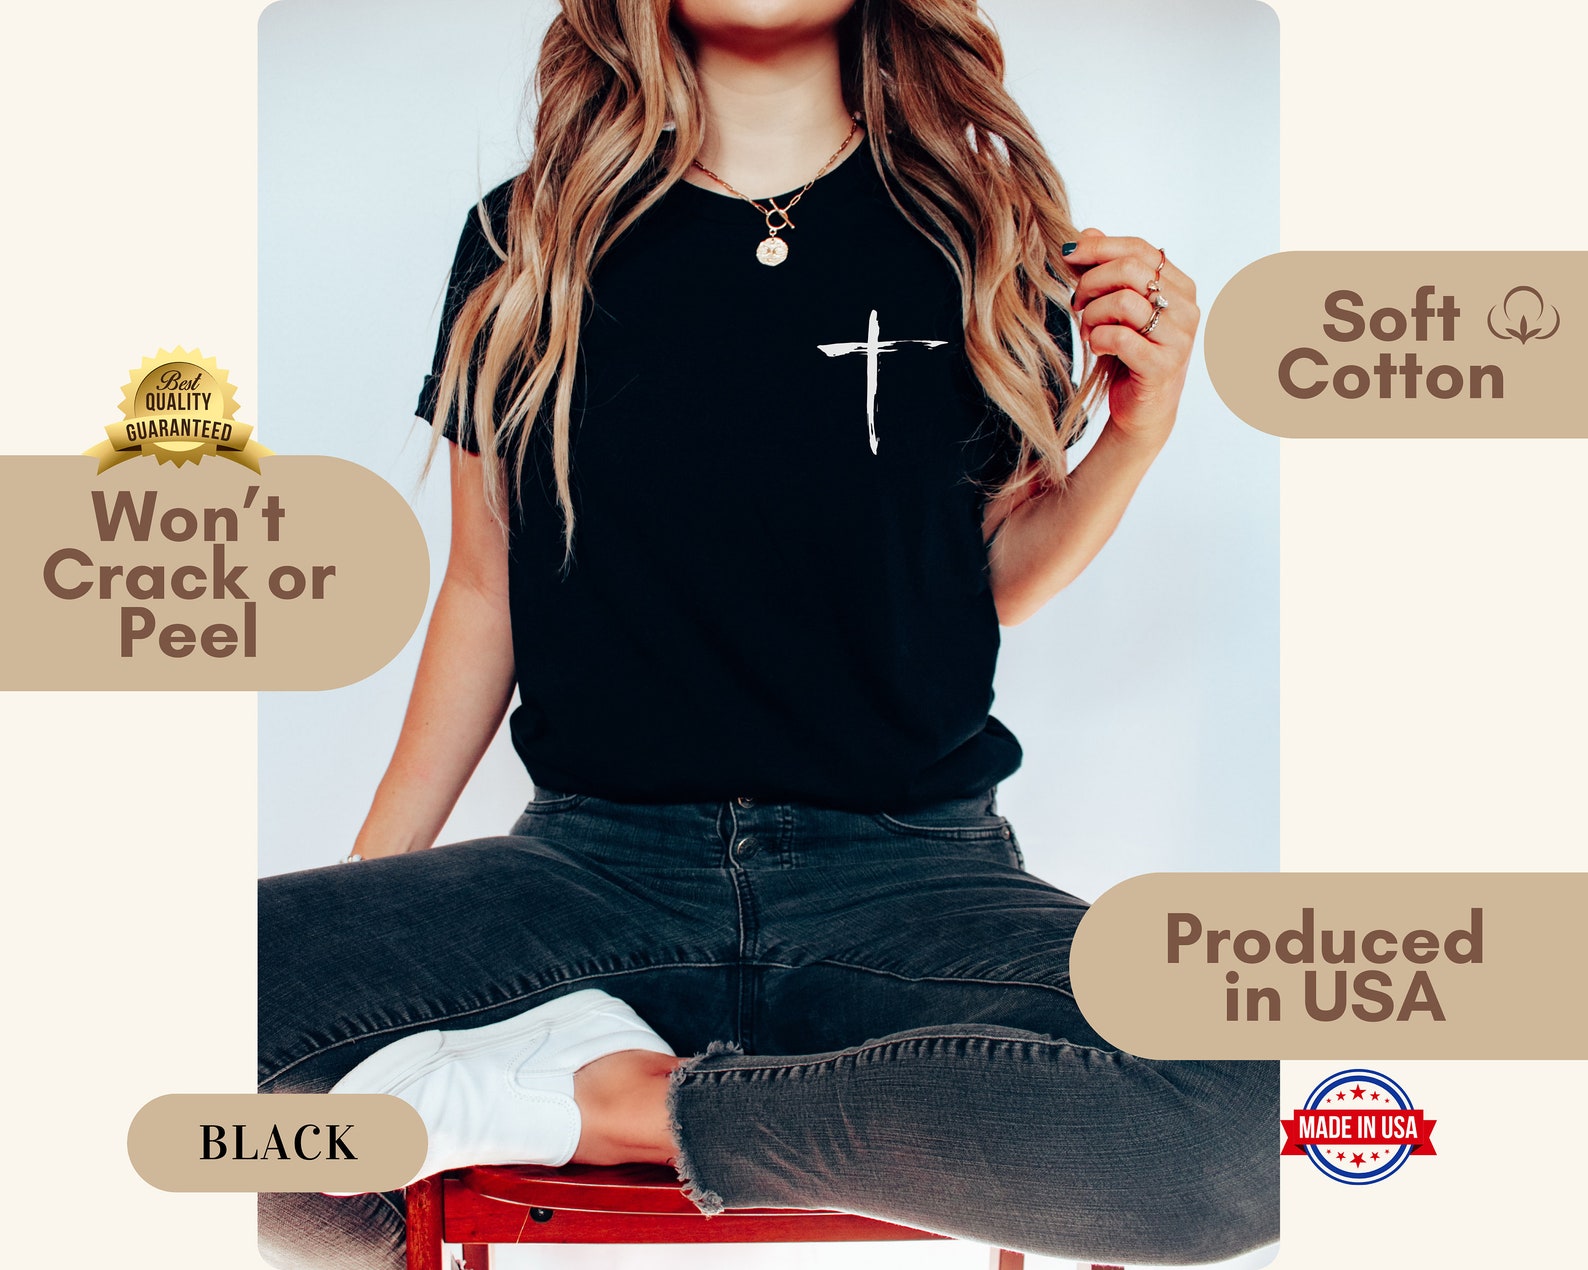 Soft
Cotton
Best
QUALITY
GUARANTEED
Won’t
Crack or
Peel
Produced
in USA
MADE IN USA
BLACK